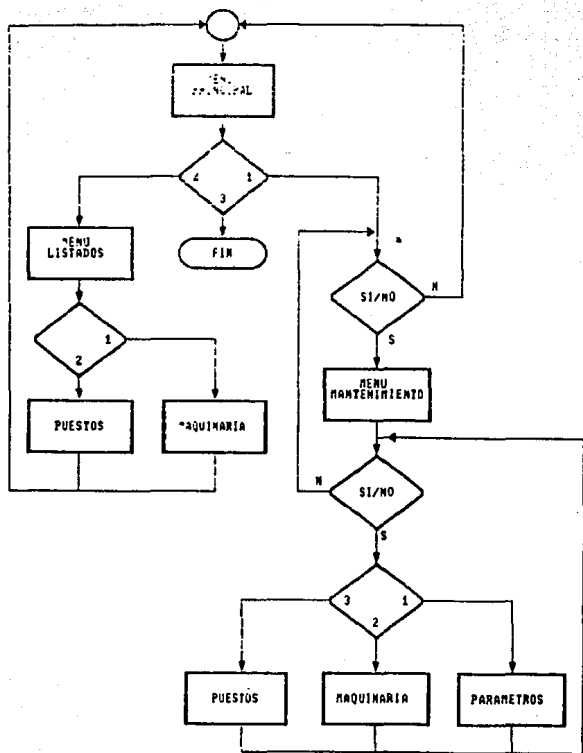 MENU
PRINCIPAL
2
1
3
MENU
LISTADOS
FIN
a
SI/NO
N
S
1
2
MENU
MANTENIMIENTO
PUESTOS
MAQUINARIA
N
SI/NO
S
3
1
2
PUESTOS
MAQUINARIA
PARAMETROS